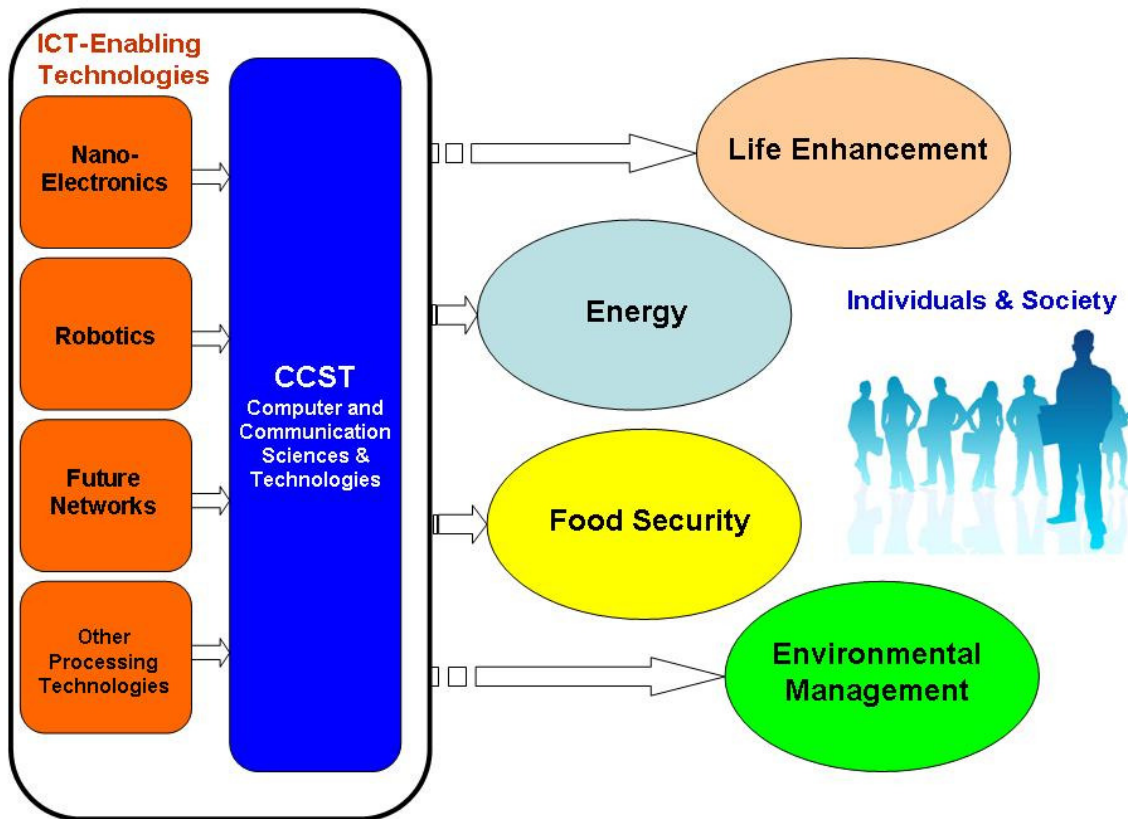 ICT-Enabling
Technologies
Nano-
Electronics
Robotics
Future
Networks
Other
Processing
Technologies
CCST
Computer and
Communication
Sciences &
Technologies
Life Enhancement
Energy
Food Security
Environmental
Management
Individuals & Society